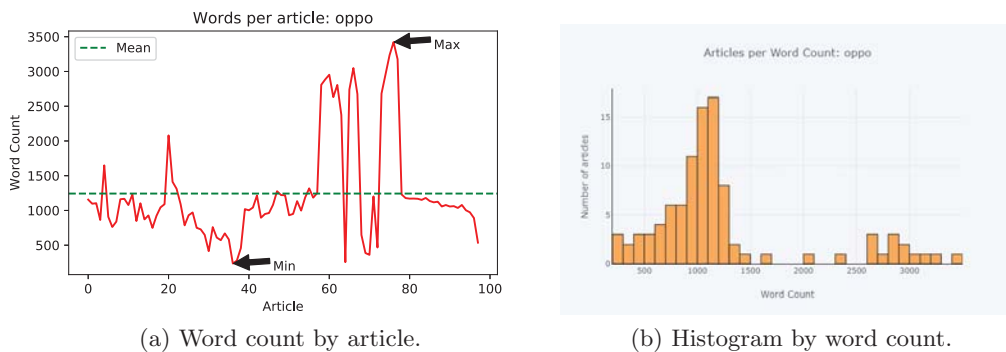 Words per article: oppo
3500
3000
2500
2000
1500
1000
500
Word Count
Mean
Max
Min
0
20
40
60
80
100
Article
(a) Word count by article.
Articles per Word Count: oppo
15
10
5
0
Number of articles
500
1000
1500
2000
2500
3000
Word Count
(b) Histogram by word count.